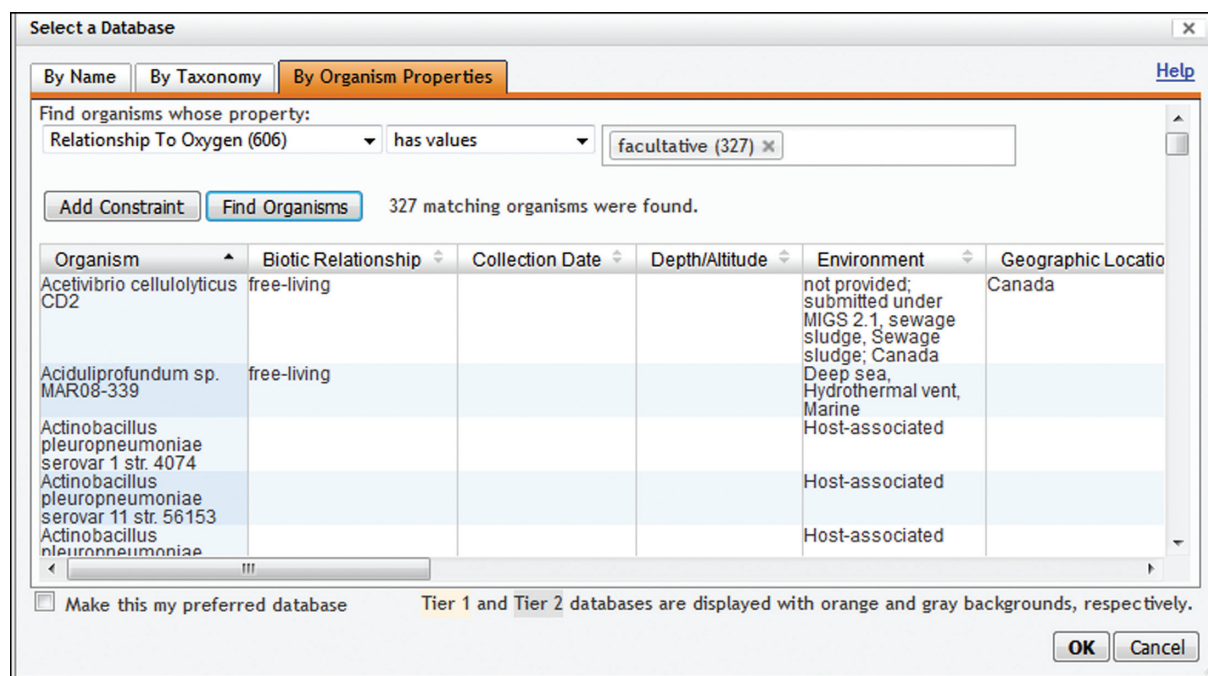 Select a Database
By Name By Taxonomy By Organism Properties Help
Find organisms whose property:
Relationship To Oxygen (606) has values facultative (327)
Add Constraint Find Organisms 327 matching organisms were found.
Organism Biotic Relationship Collection Date Depth/Altitude Environment Geographic Locatio
Acetivibrio cellulolyticus free-living not provided; Canada
CD2 submitted under
MIGS 2.1, sewage
sludge, Sewage
sludge; Canada
Aciduliprofundum sp. free-living Deep sea,
MAR08-339 Hydrothermal vent,
Marine
Actinobacillus Host-associated
pleuropneumoniae
serovar 1 str. 4074
Actinobacillus Host-associated
pleuropneumoniae
serovar 11 str. 56153
Actinobacillus Host-associated
pleuropneumoniae
Make this my preferred database Tier 1 and Tier 2 databases are displayed with orange and gray backgrounds, respectively.
OK Cancel